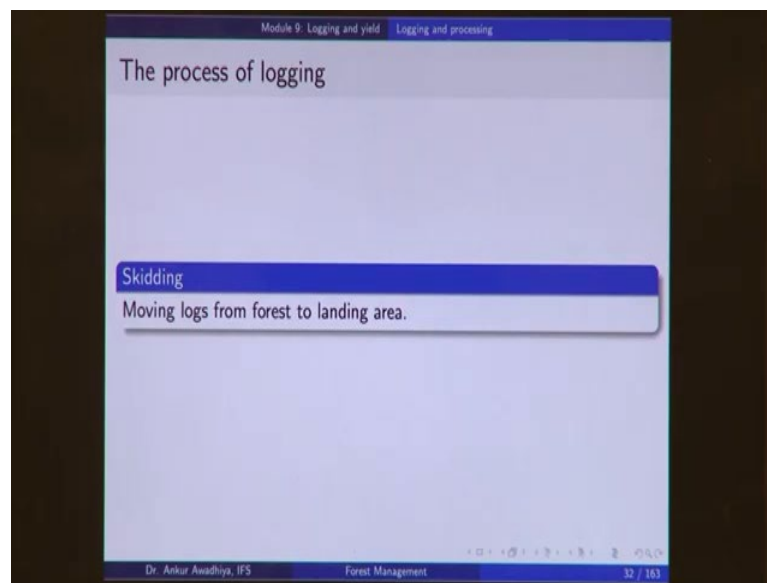 Module 9: Logging and yield Logging and processing
The process of logging
Skidding
Moving logs from forest to landing area.
Dr. Ankur Awadhiya, IFS Forest Management 32 / 163